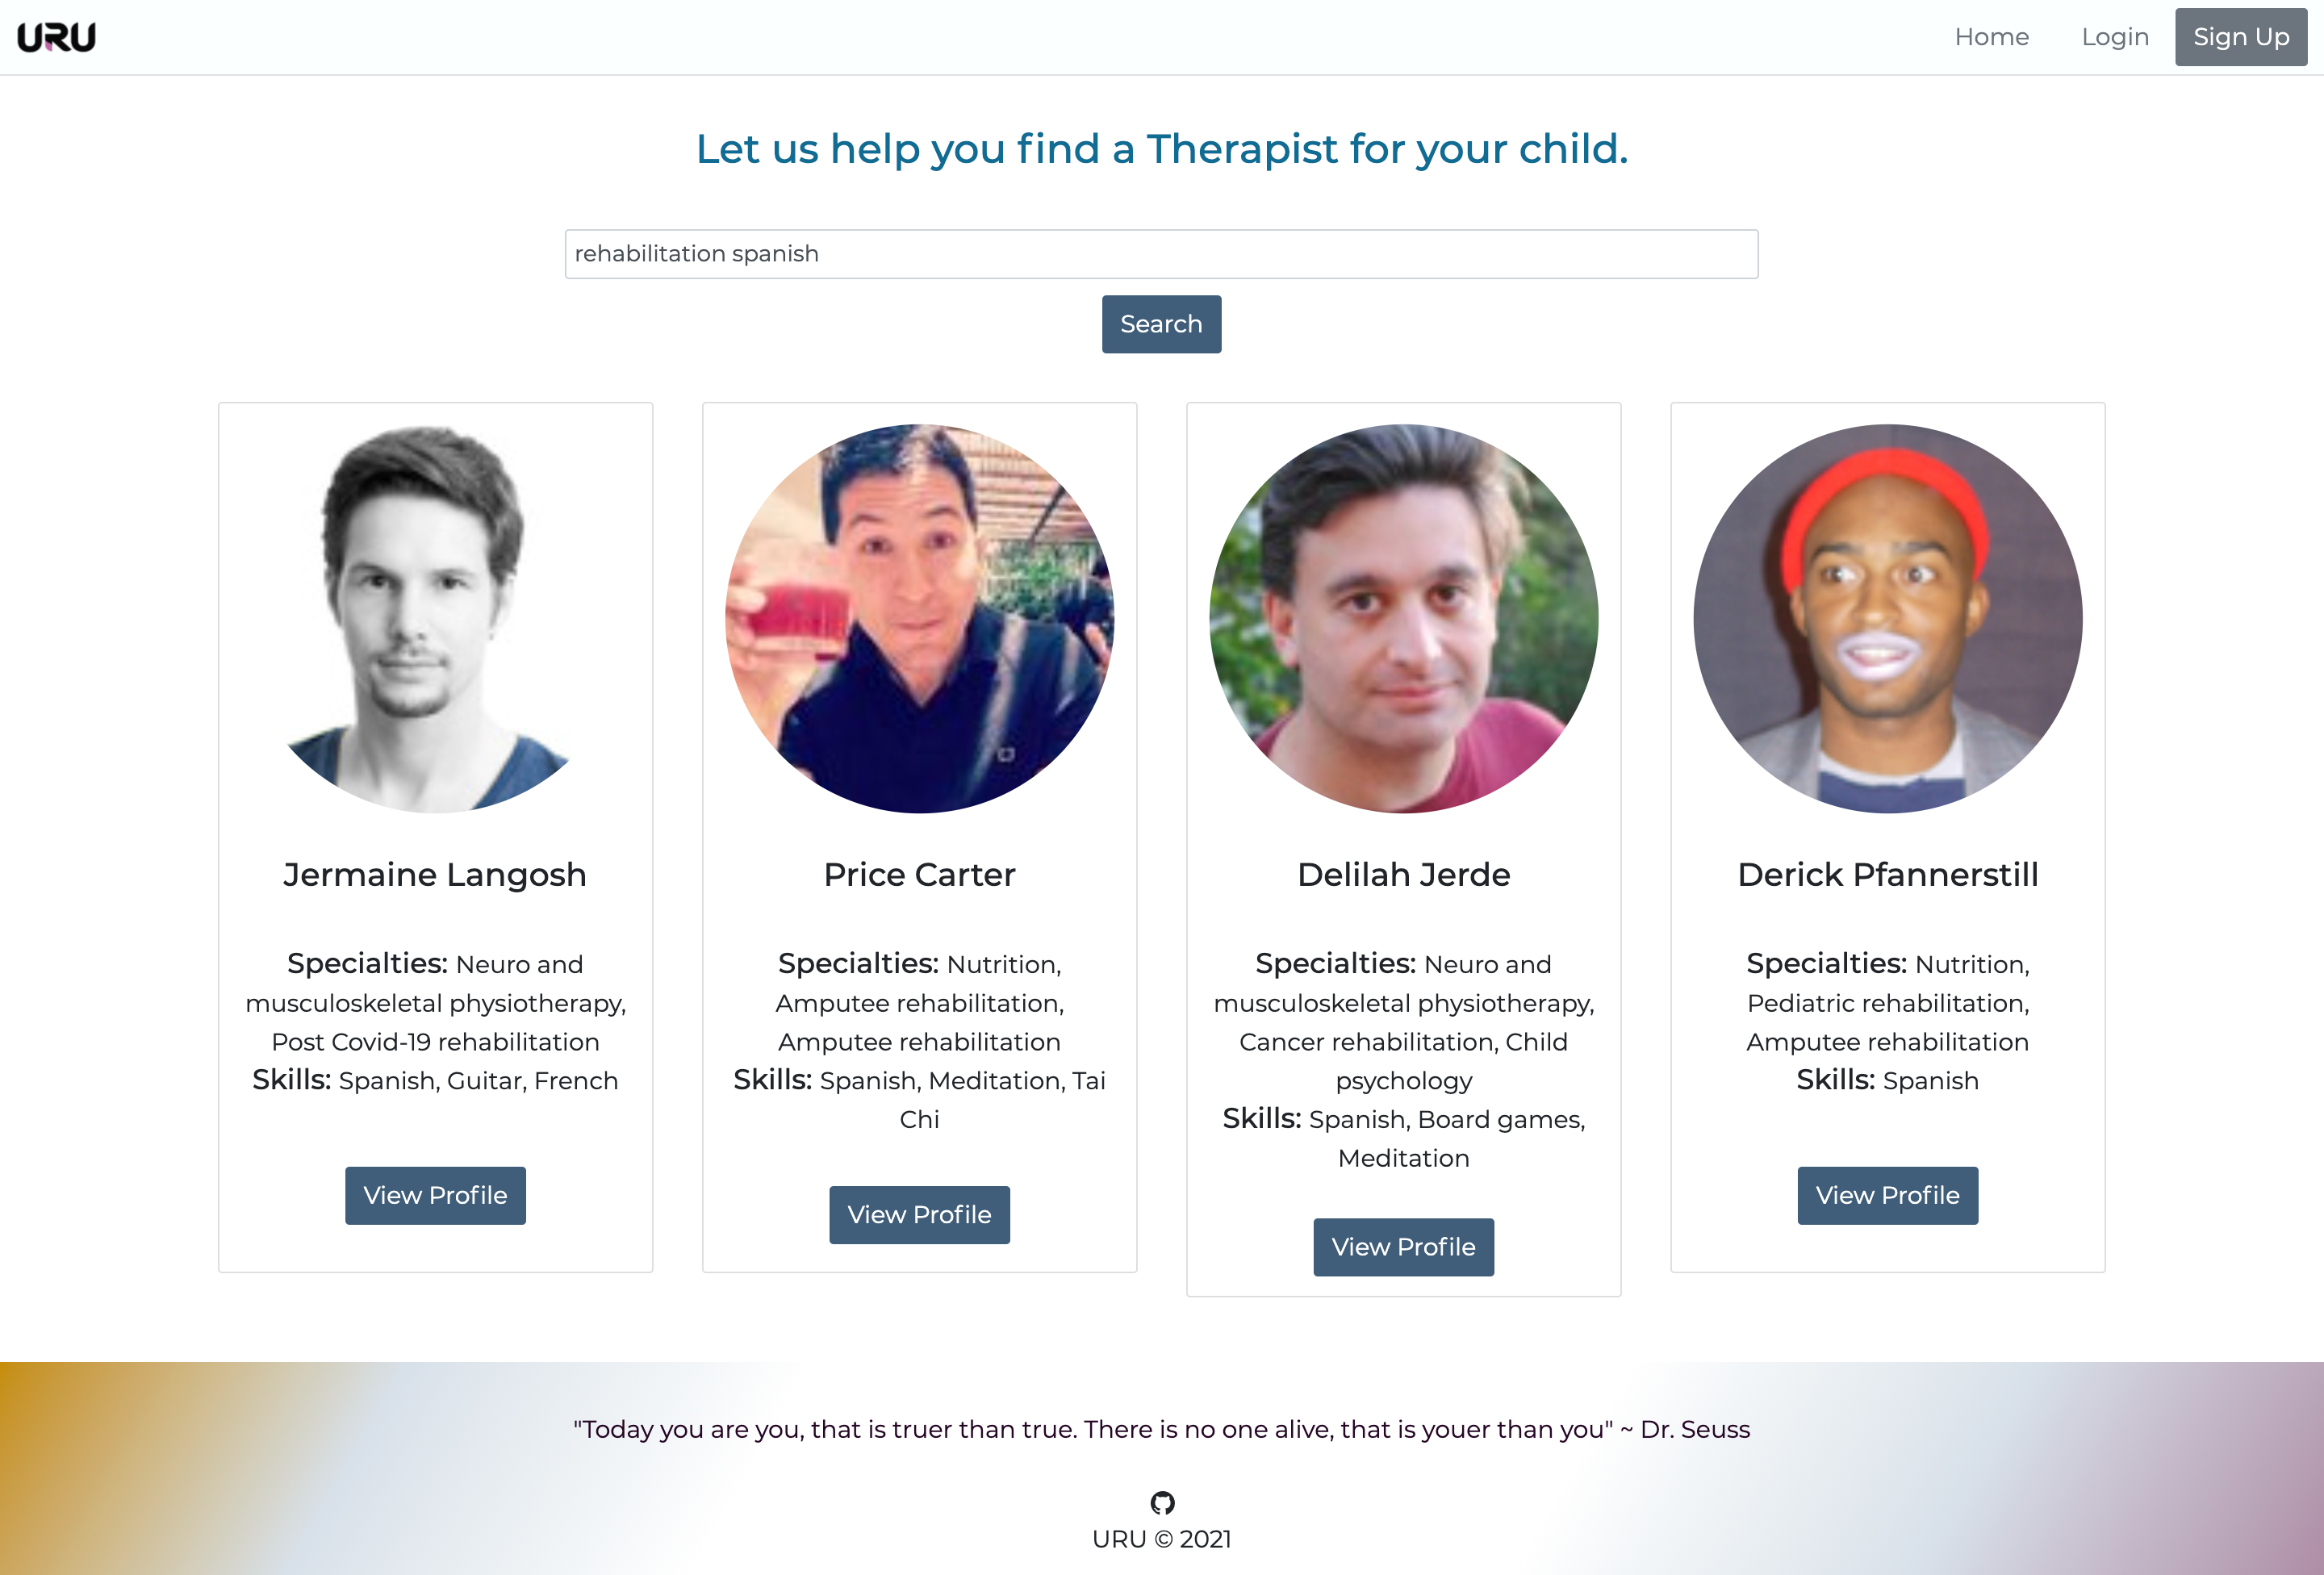 URU
Home Login Sign Up
Let us help you find a Therapist for your child.
rehabilitation spanish
Search
Jermaine Langosh
Specialties: Neuro and
musculoskeletal physiotherapy,
Post Covid-19 rehabilitation
Skills: Spanish, Guitar, French
View Profile
Price Carter
Specialties: Nutrition,
Amputee rehabilitation,
Amputee rehabilitation
Skills: Spanish, Meditation, Tai
Chi
View Profile
Delilah Jerde
Specialties: Neuro and
musculoskeletal physiotherapy,
Cancer rehabilitation, Child
psychology
Skills: Spanish, Board games,
Meditation
View Profile
Derick Pfannerstill
Specialties: Nutrition,
Pediatric rehabilitation,
Amputee rehabilitation
Skills: Spanish
View Profile
"Today you are you, that is truer than true. There is no one alive, that is youer than you" ~ Dr. Seuss
URU © 2021